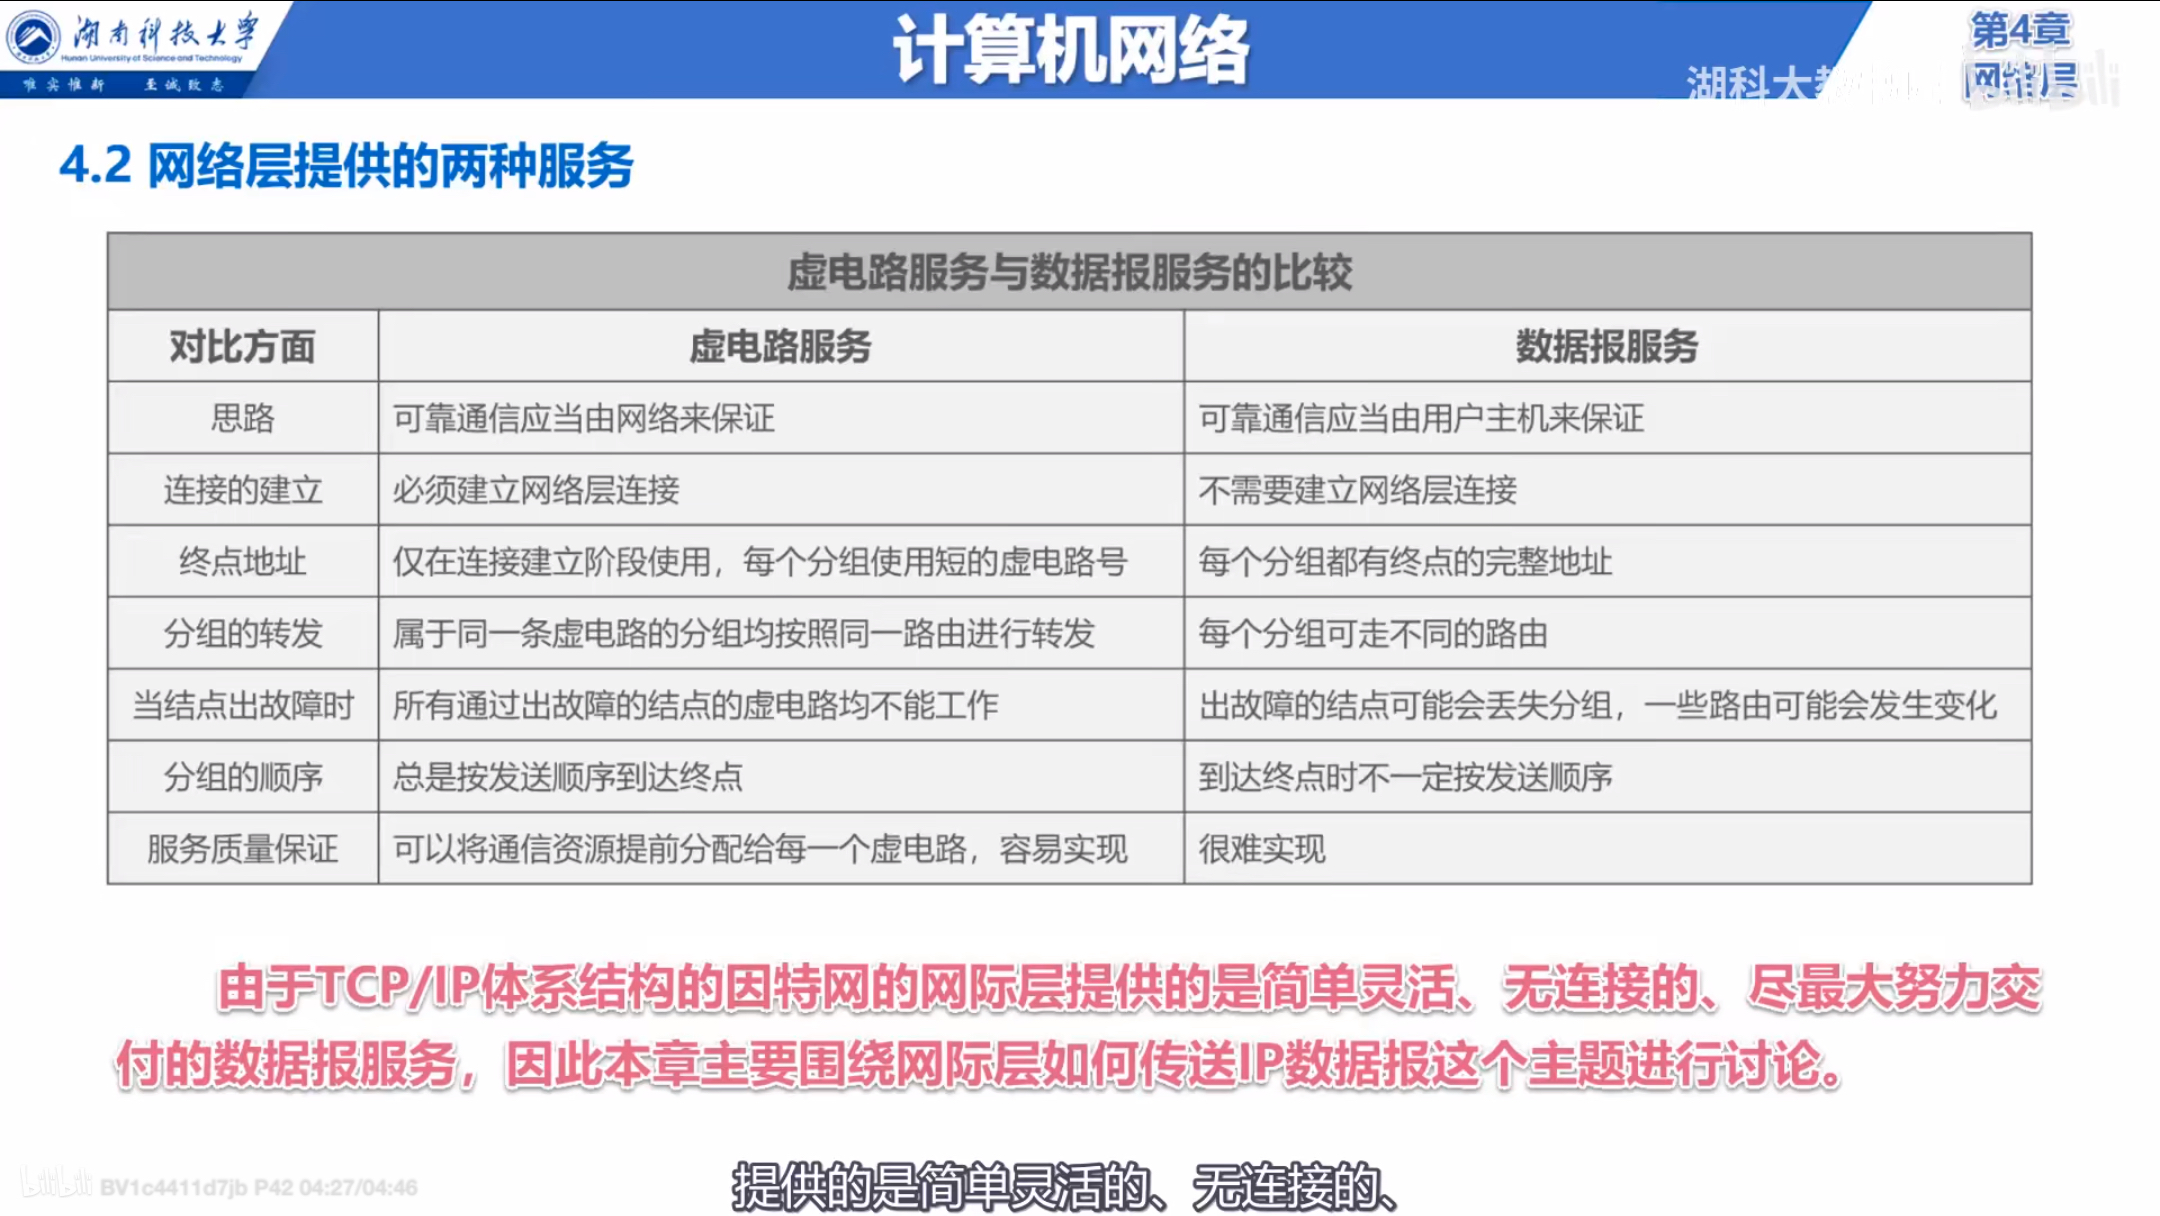 湖南科技大学
Hunan University of Science and Technology
唯实惟新 至诚致志
计算机网络
第4章
网络层
湖科大教
4.2 网络层提供的两种服务
虚电路服务与数据报服务的比较
对比方面 虚电路服务 数据报服务
思路 可靠通信应当由网络来保证 可靠通信应当由用户主机来保证
连接的建立 必须建立网络层连接 不需要建立网络层连接
终点地址 仅在连接建立阶段使用，每个分组使用短的虚电路号 每个分组都有终点的完整地址
分组的转发 属于同一条虚电路的分组均按照同一路由进行转发 每个分组可走不同的路由
当结点出故障时 所有通过出故障的结点的虚电路均不能工作 出故障的结点可能会丢失分组，一些路由可能会发生变化
分组的顺序 总是按发送顺序到达终点 到达终点时不一定按发送顺序
服务质量保证 可以将通信资源提前分配给每一个虚电路，容易实现 很难实现
由于TCP/IP体系结构的因特网的网际层提供的是简单灵活、无连接的、尽最大努力交
付的数据报服务，因此本章主要围绕网际层如何传送IP数据报这个主题进行讨论。
提供的是简单灵活的、无连接的、
bilibili BV1c4411d7jb P42 04:27/04:46